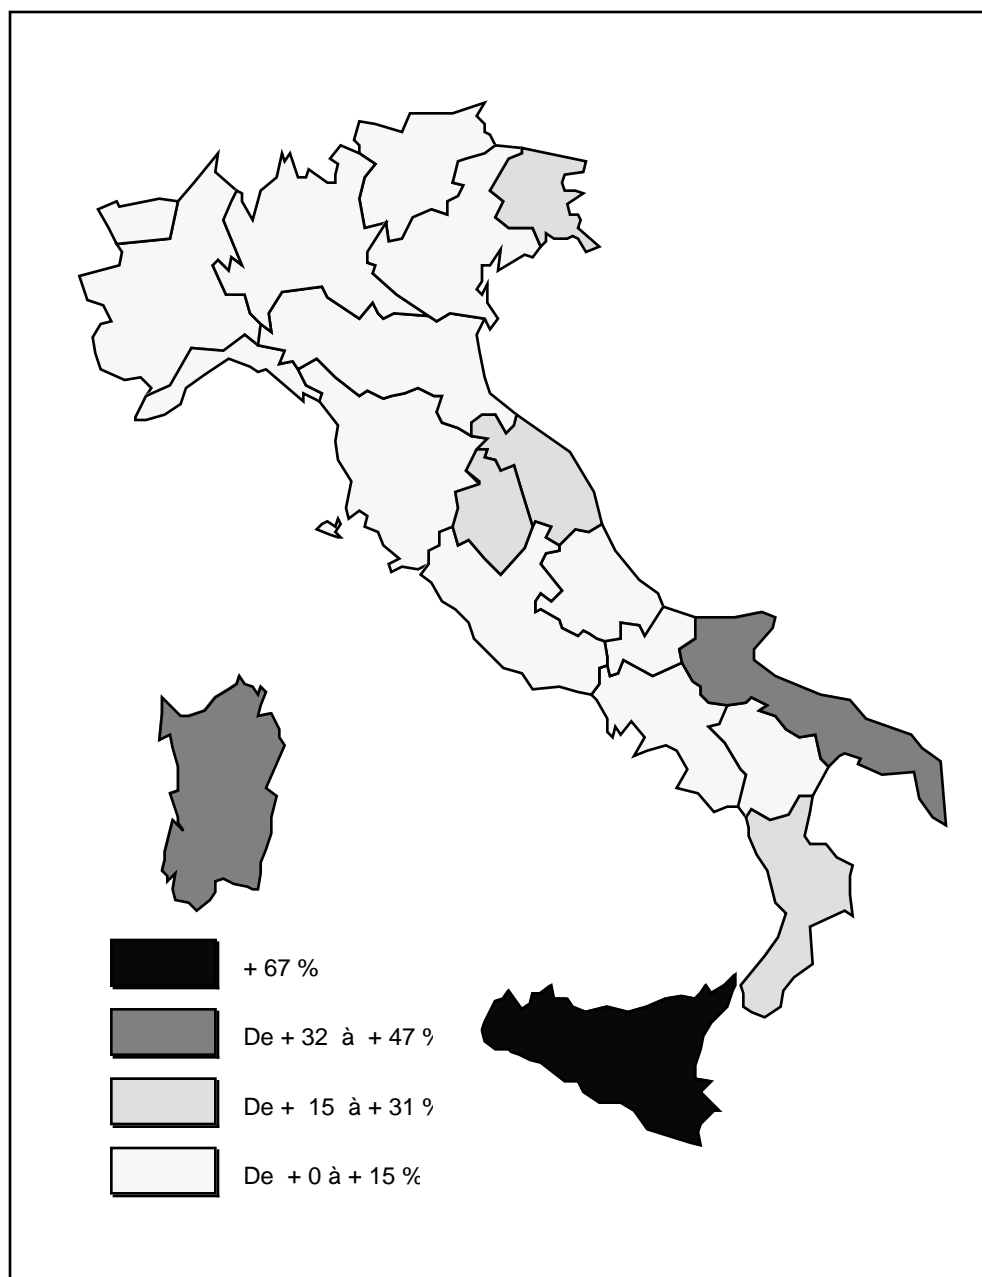 + 67 %
De + 32 à + 47 %
De + 15 à + 31 %
De + 0 à + 15 %